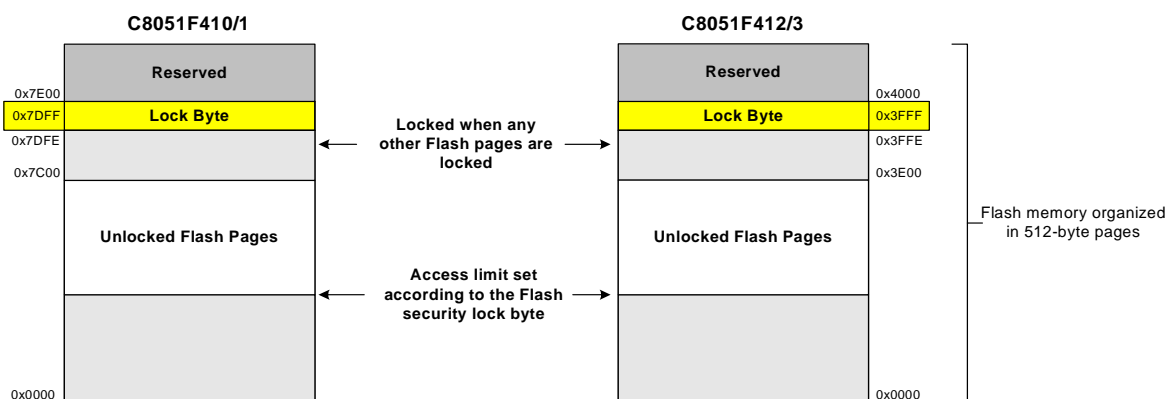 C8051F410/1
C8051F412/3
Reserved
Reserved
0x7E00
0x4000
0x7DFF
Lock Byte
Lock Byte
0x3FFF
Locked when any
other Flash pages are
locked
0x7DFE
0x3FFE
0x7C00
0x3E00
Unlocked Flash Pages
Unlocked Flash Pages
Flash memory organized
in 512-byte pages
Access limit set
according to the Flash
security lock byte
0x0000
0x0000